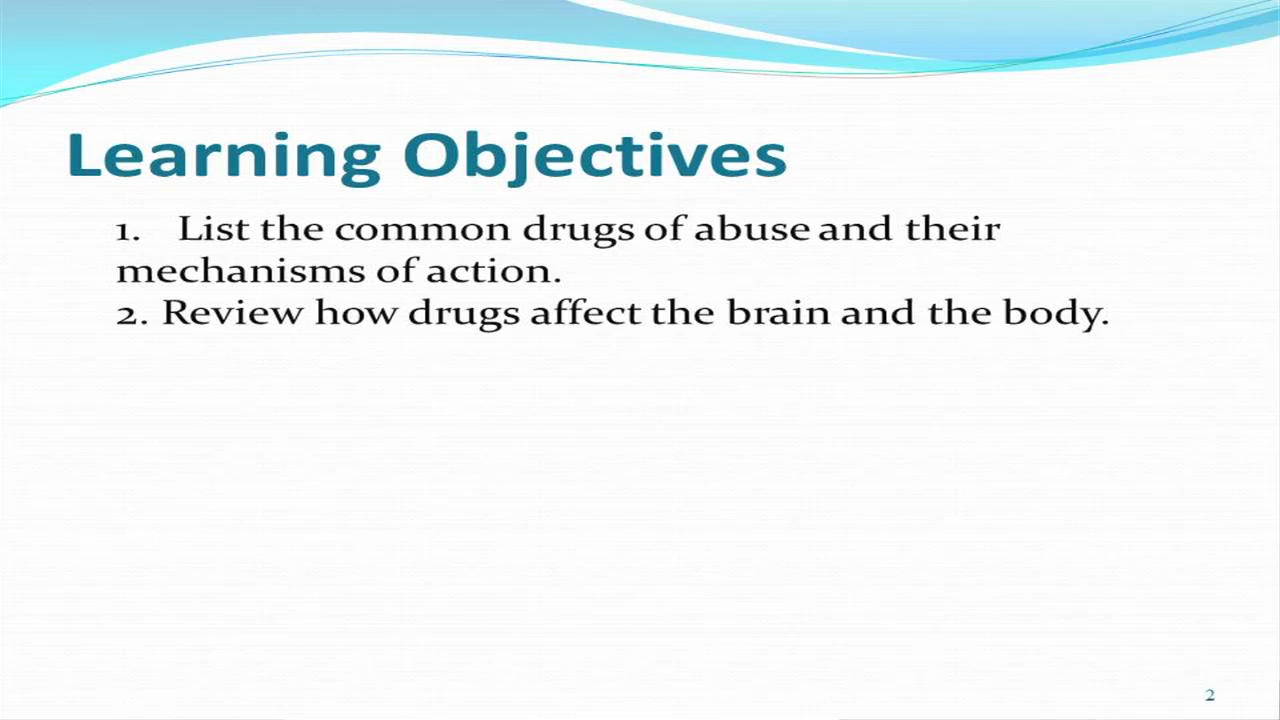 Learning Objectives
1. List the common drugs of abuse and their
mechanisms of action.
2. Review how drugs affect the brain and the body.
2